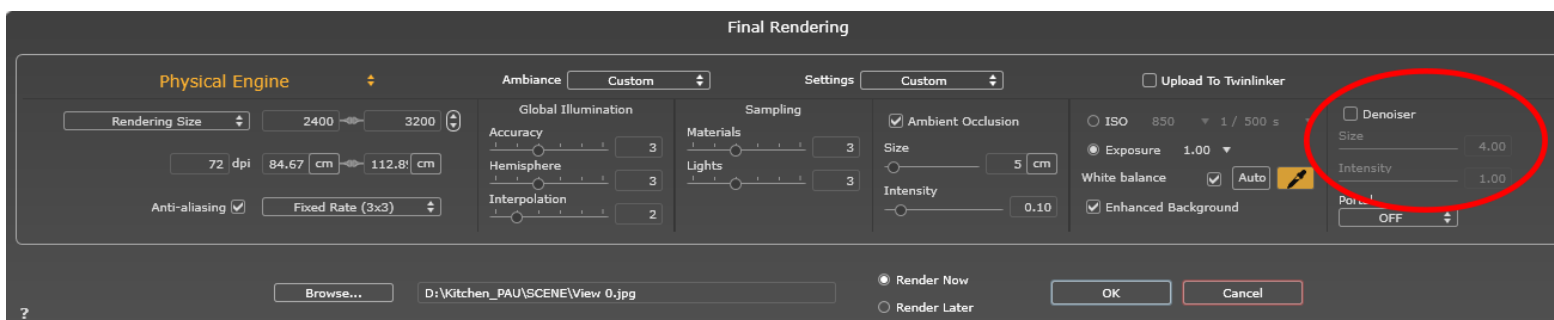 Final Rendering
Physical Engine
Ambiance Custom
Settings Custom
Upload To Twinlinker
Rendering Size 2400 3200
72 dpi 84.67 cm 112.8 cm
Anti-aliasing Fixed Rate (3x3)
Global Illumination
Accuracy 3
Hemisphere 3
Interpolation 2
Sampling
Materials 3
Lights 3
Ambient Occlusion
Size 5 cm
Intensity 0.10
ISO 850 1 / 500 s
Exposure 1.00
White balance Auto
Enhanced Background
Denoiser
Size 4.00
Intensity 1.00
OFF
Browse... D:\Kitchen_PAU\SCENE\View 0.jpg
Render Now
Render Later
OK
Cancel
?